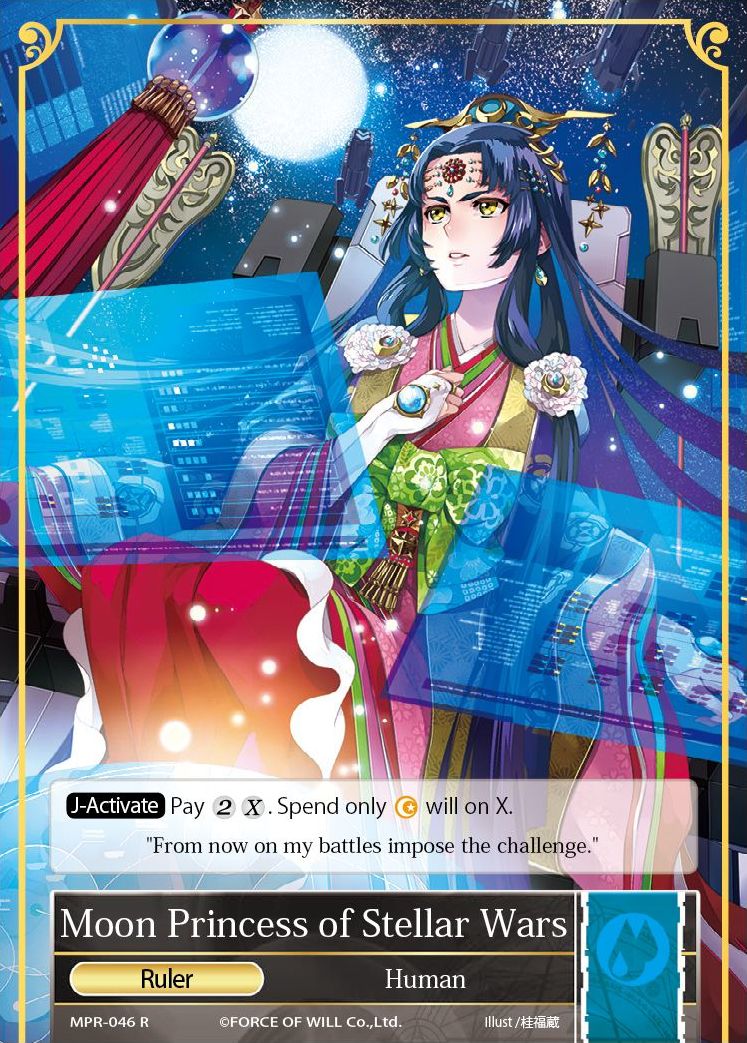 J-Activate Pay 2 X. Spend only will on X.
"From now on my battles impose the challenge."
Moon Princess of Stellar Wars
Ruler Human
MPR-046 R ©FORCE OF WILL Co.,Ltd. Illust /桂福蔵